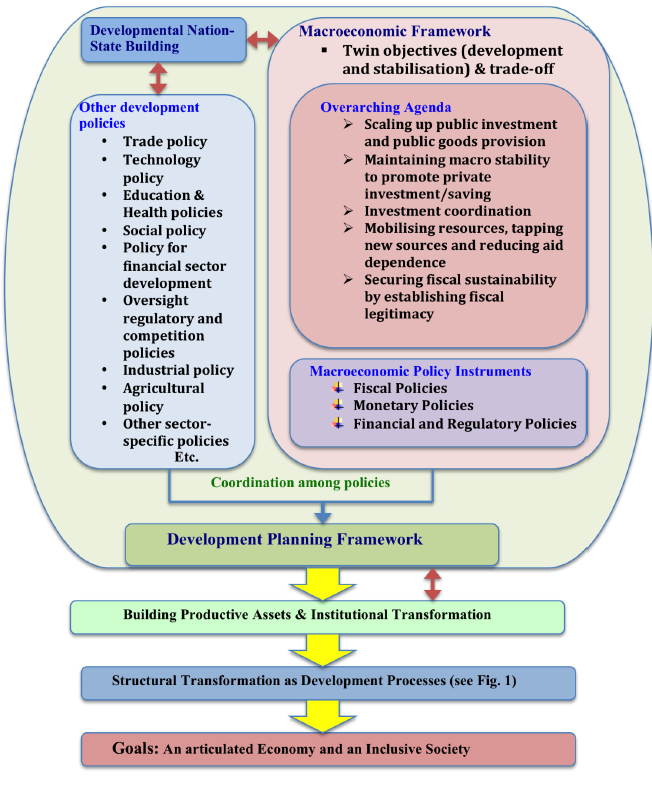 Developmental Nation-
State Building
Macroeconomic Framework
▪ Twin objectives (development
and stabilisation) & trade-off
Other development
policies
• Trade policy
• Technology
policy
• Education &
Health policies
• Social policy
• Policy for
financial sector
development
• Oversight
regulatory and
competition
policies
• Industrial policy
• Agricultural
policy
• Other sector-
specific policies
Etc.
Overarching Agenda
➢ Scaling up public investment
and public goods provision
➢ Maintaining macro stability
to promote private
investment/saving
➢ Investment coordination
➢ Mobilising resources, tapping
new sources and reducing aid
dependence
➢ Securing fiscal sustainability
by establishing fiscal
legitimacy
Macroeconomic Policy Instruments
Fiscal Policies
Monetary Policies
Financial and Regulatory Policies
Coordination among policies
Development Planning Framework
Building Productive Assets & Institutional Transformation
Structural Transformation as Development Processes (see Fig. 1)
Goals: An articulated Economy and an Inclusive Society